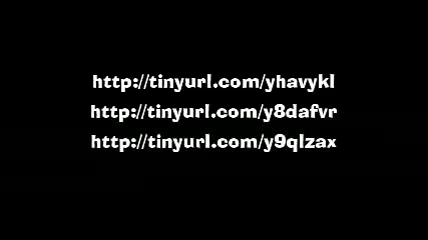 http://tinyurl.com/yhavykl
http://tinyurl.com/y8dafvr
http://tinyurl.com/y9qlzax